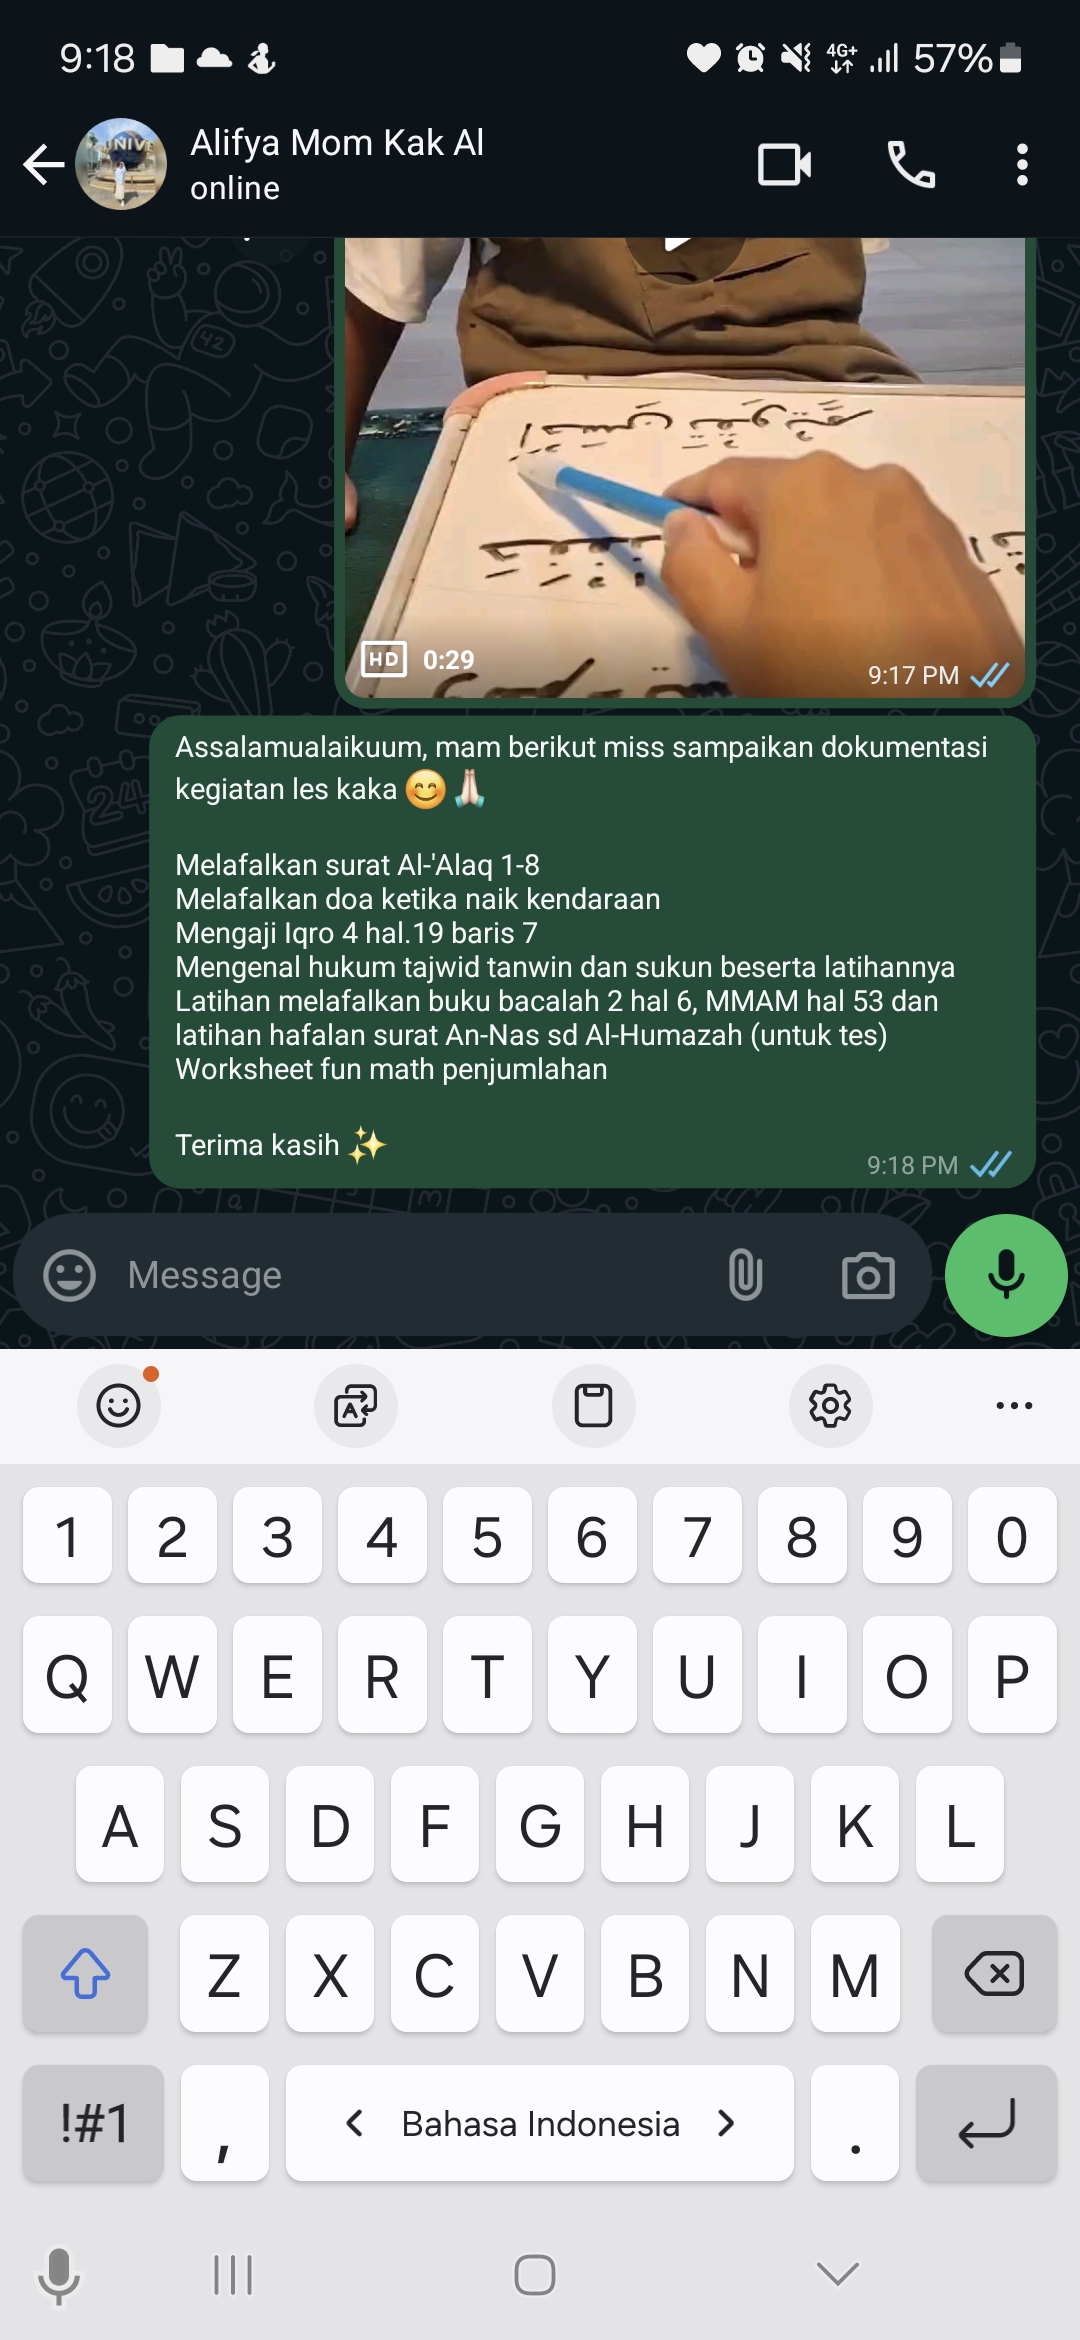 9:18
4G+ 57%
Alifya Mom Kak Al
online
HD 0:29
9:17 PM
Assalamualaikuum, mam berikut miss sampaikan dokumentasi
kegiatan les kaka 😊🙏🏻
Melafalkan surat Al-'Alaq 1-8
Melafalkan doa ketika naik kendaraan
Mengaji Iqro 4 hal.19 baris 7
Mengenal hukum tajwid tanwin dan sukun beserta latihannya
Latihan melafalkan buku bacalah 2 hal 6, MMAM hal 53 dan
latihan hafalan surat An-Nas sd Al-Humazah (untuk tes)
Worksheet fun math penjumlahan
Terima kasih ✨
9:18 PM
Message
1 2 3 4 5 6 7 8 9 0
Q W E R T Y U I O P
A S D F G H J K L
Z X C V B N M
!#1 , < Bahasa Indonesia > .